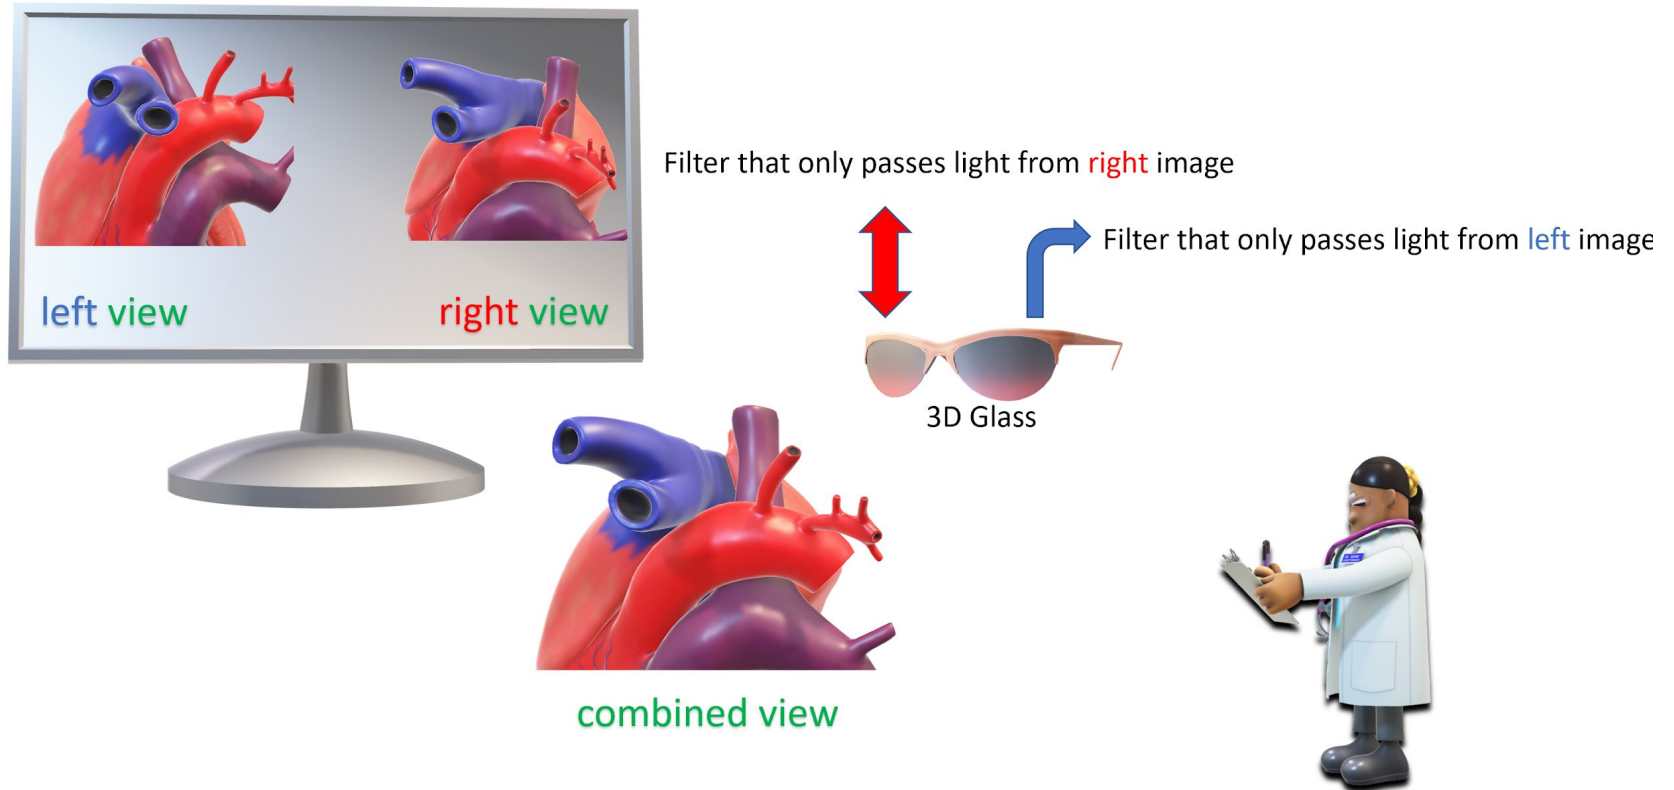 Filter that only passes light from right image
Filter that only passes light from left image
left view
right view
3D Glass
combined view